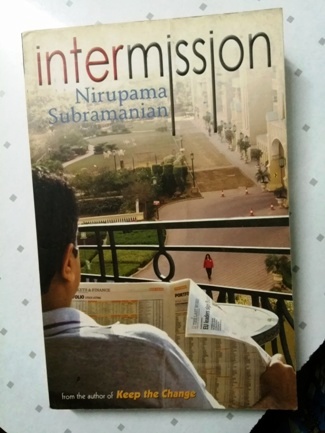 intermission
Nirupama
Subramanian
from the author of Keep the Change